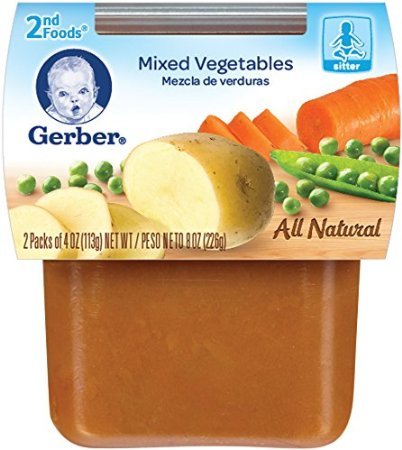 2nd Foods®
Gerber®
Mixed Vegetables
Mezcla de verduras
sitter
2 Packs of 4 OZ (113g) NET WT / PESO NETO 8 OZ (226g)
All Natural